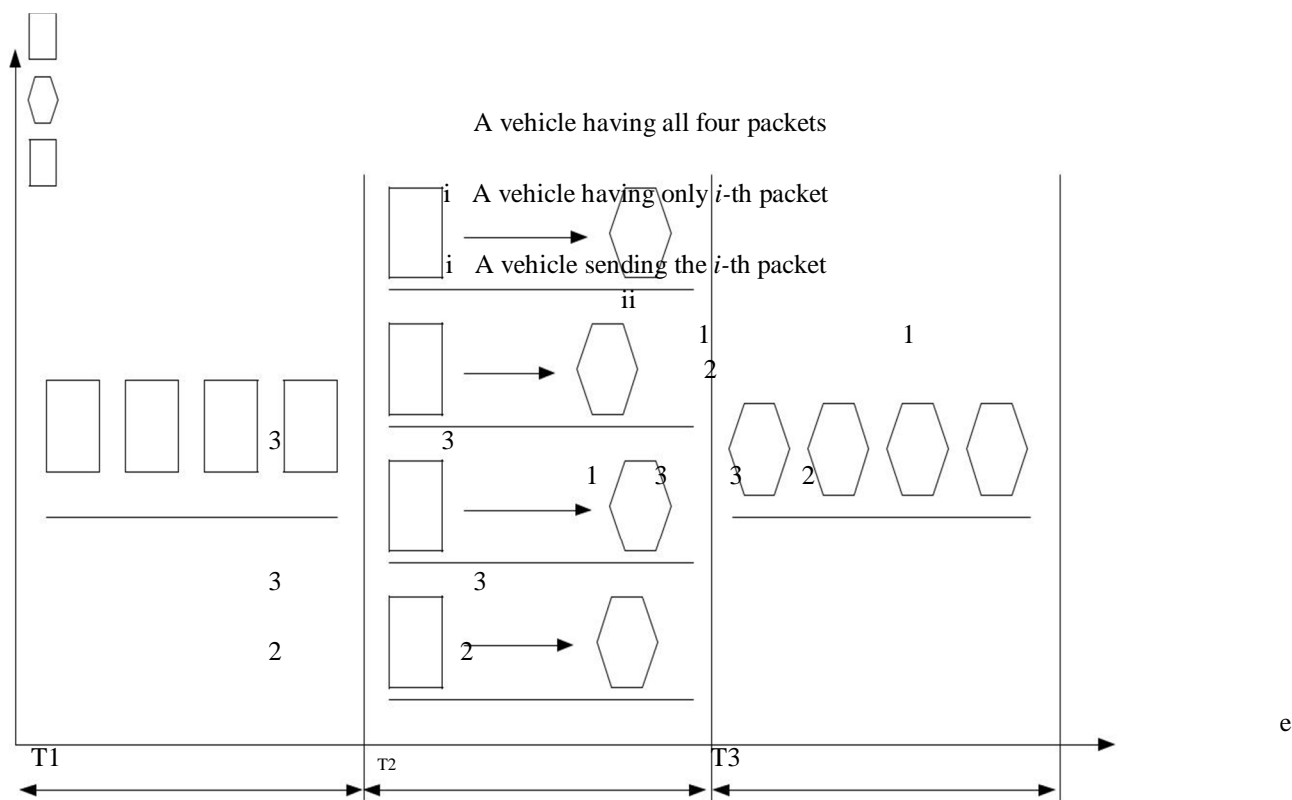 A vehicle having all four packets
i A vehicle having only i-th packet
i A vehicle sending the i-th packet
ii
1 1
2
3 3
1 3 3 2
3 3
2 2
e
T1 T2 T3